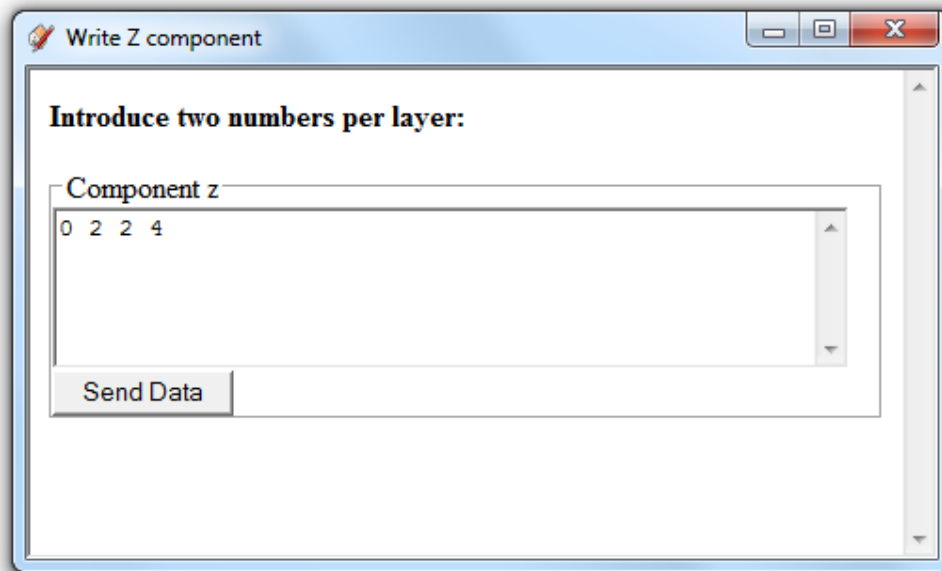 Write Z component
Introduce two numbers per layer:
Component z
0 2 2 4
Send Data